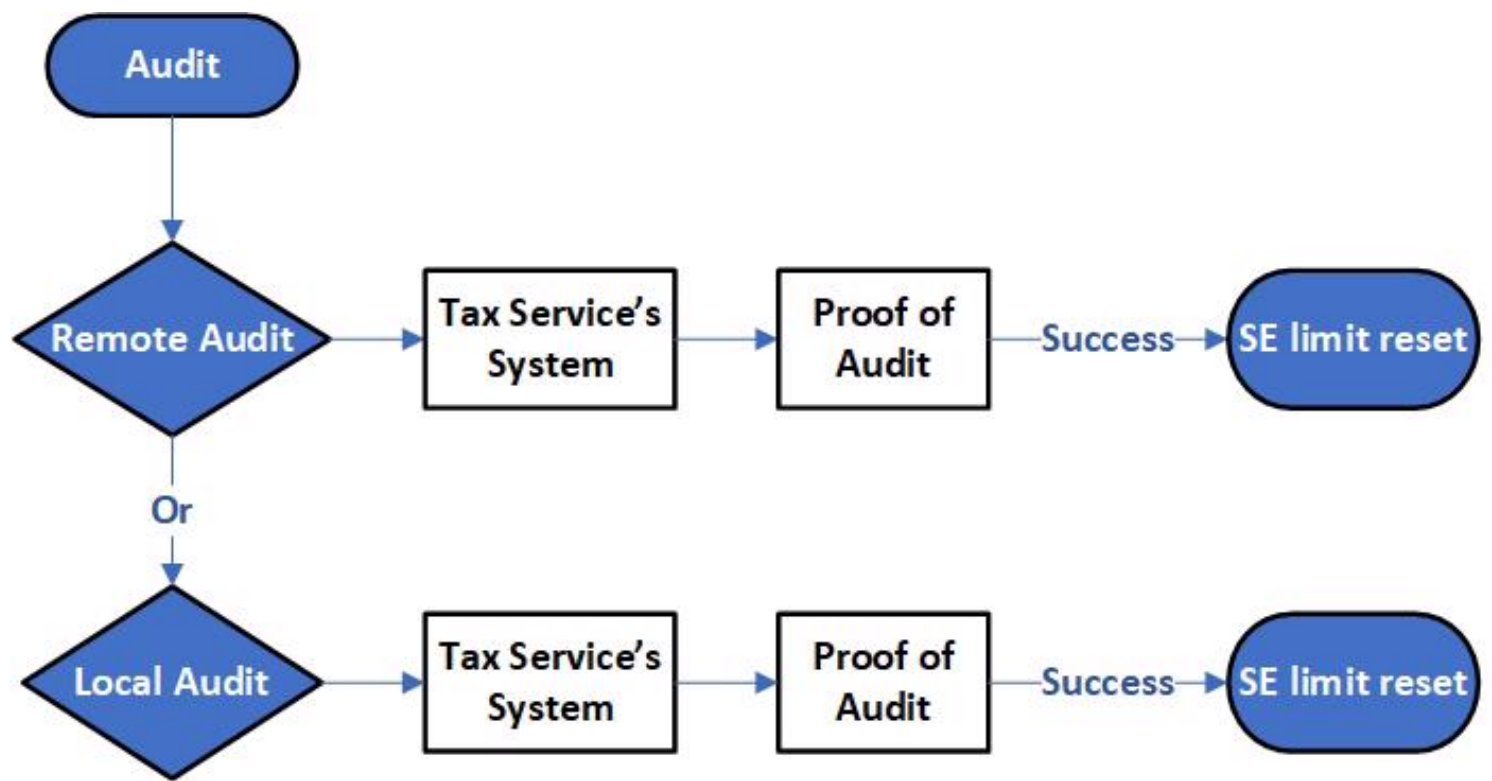 Audit
Remote Audit
Tax Service’s
System
Proof of
Audit
Success
SE limit reset
Or
Local Audit
Tax Service’s
System
Proof of
Audit
Success
SE limit reset